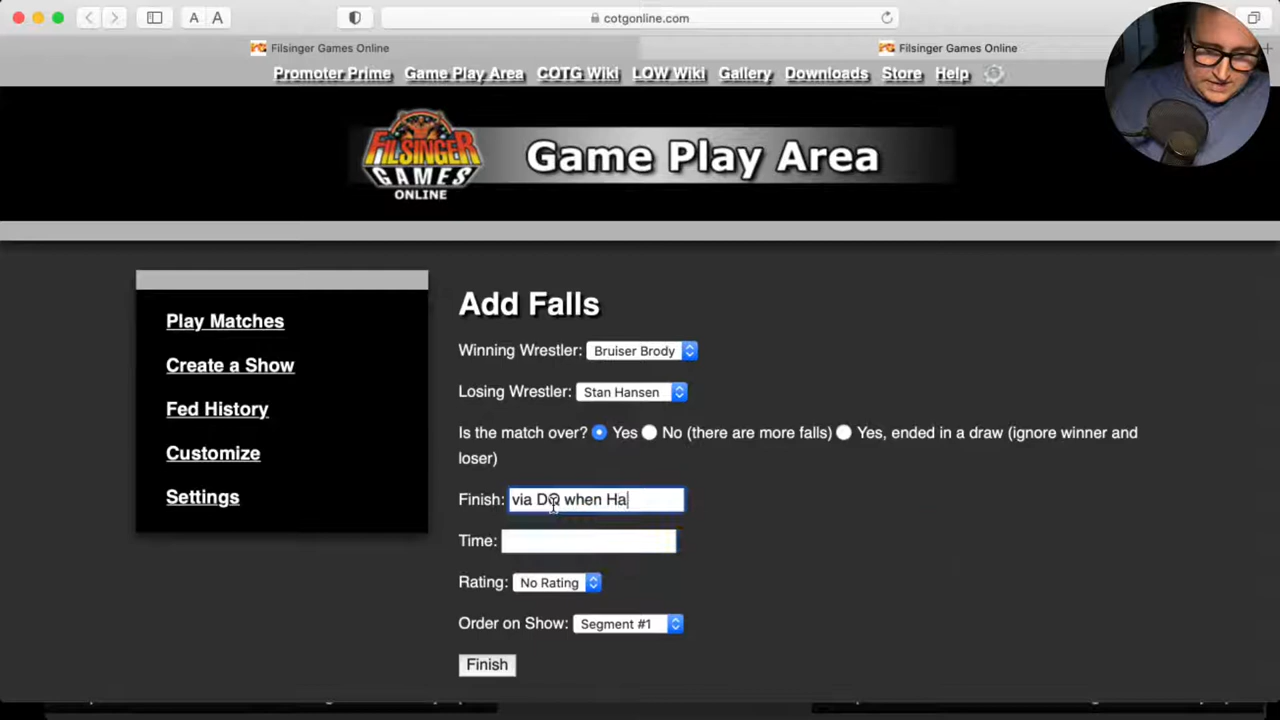 A A cotgonline.com
Filsinger Games Online Filsinger Games Online
Promoter Prime Game Play Area COTG Wiki LOW Wiki Gallery Downloads Store Help
FILSINGER
GAMES
ONLINE
Game Play Area
Play Matches
Create a Show
Fed History
Customize
Settings
Add Falls
Winning Wrestler: Bruiser Brody
Losing Wrestler: Stan Hansen
Is the match over? Yes No (there are more falls) Yes, ended in a draw (ignore winner and
loser)
Finish: via DQ when Ha
Time:
Rating: No Rating
Order on Show: Segment #1
Finish